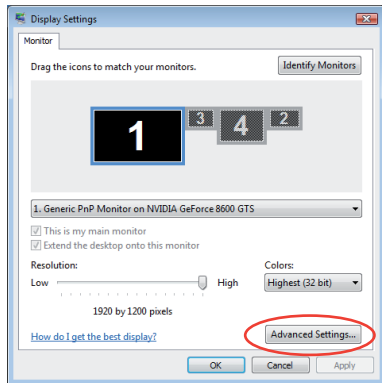 Display Settings
Monitor
Drag the icons to match your monitors.
Identify Monitors
1
3
4
2
1. Generic PnP Monitor on NVIDIA GeForce 8600 GTS
This is my main monitor
Extend the desktop onto this monitor
Resolution:
Colors:
Low
High
Highest (32 bit)
1920 by 1200 pixels
How do I get the best display?
Advanced Settings...
OK
Cancel
Apply